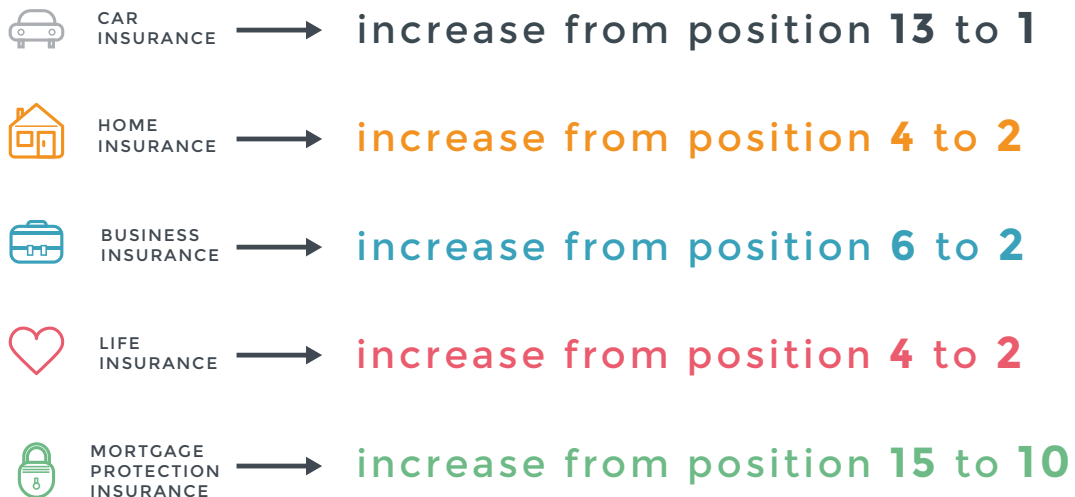 CAR
INSURANCE
increase from position 13 to 1
HOME
INSURANCE
increase from position 4 to 2
BUSINESS
INSURANCE
increase from position 6 to 2
LIFE
INSURANCE
increase from position 4 to 2
MORTGAGE
PROTECTION
INSURANCE
increase from position 15 to 10